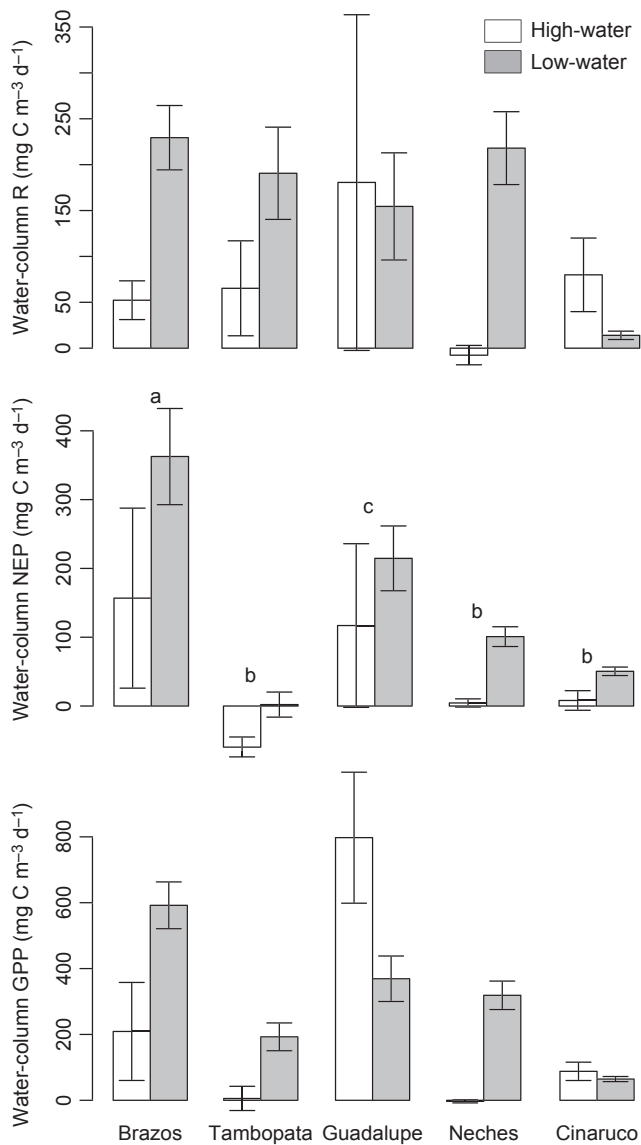 High-water
Low-water
Water-column R (mg C m⁻³ d⁻¹)
350
250
150
50
0
Water-column NEP (mg C m⁻³ d⁻¹)
400
300
200
100
0
a
b
c
b
b
Water-column GPP (mg C m⁻³ d⁻¹)
800
600
400
200
0
Brazos Tambopata Guadalupe Neches Cinaruco